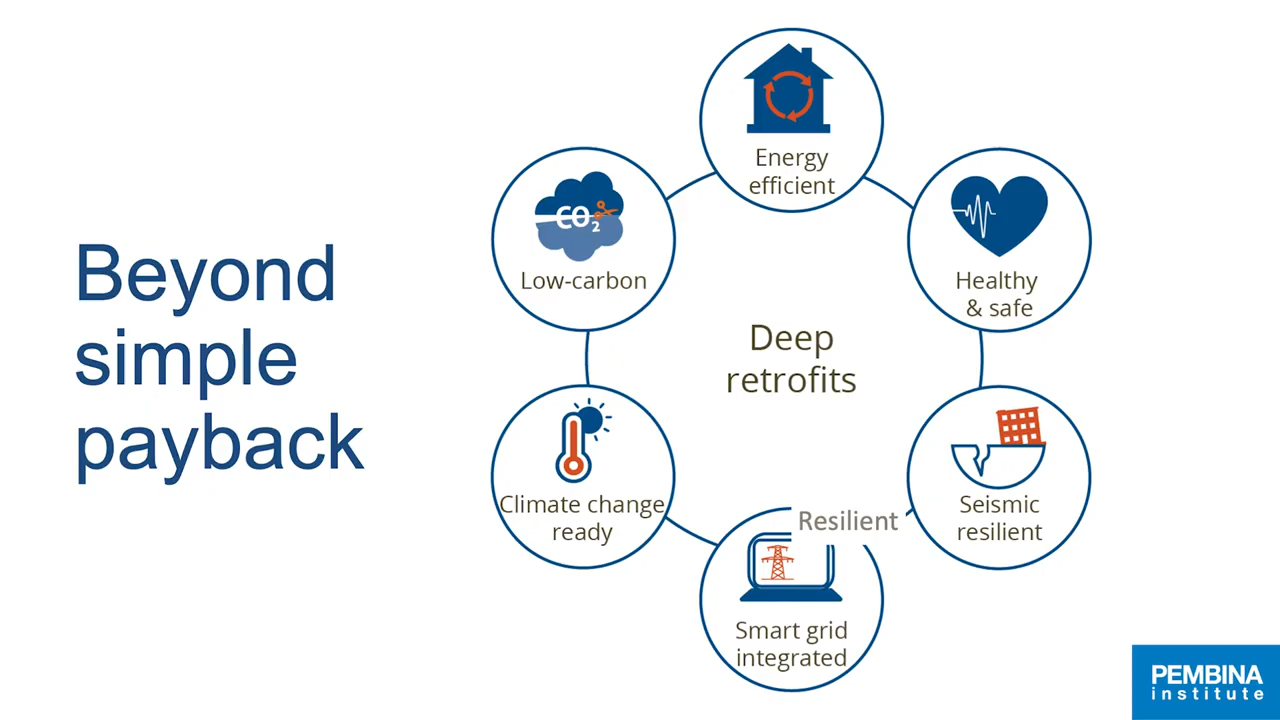 Beyond
simple
payback
Energy
efficient
Healthy
& safe
Seismic
resilient
Resilient
Smart grid
integrated
Climate change
ready
CO2
Low-carbon
Deep
retrofits
PEMBINA
institute